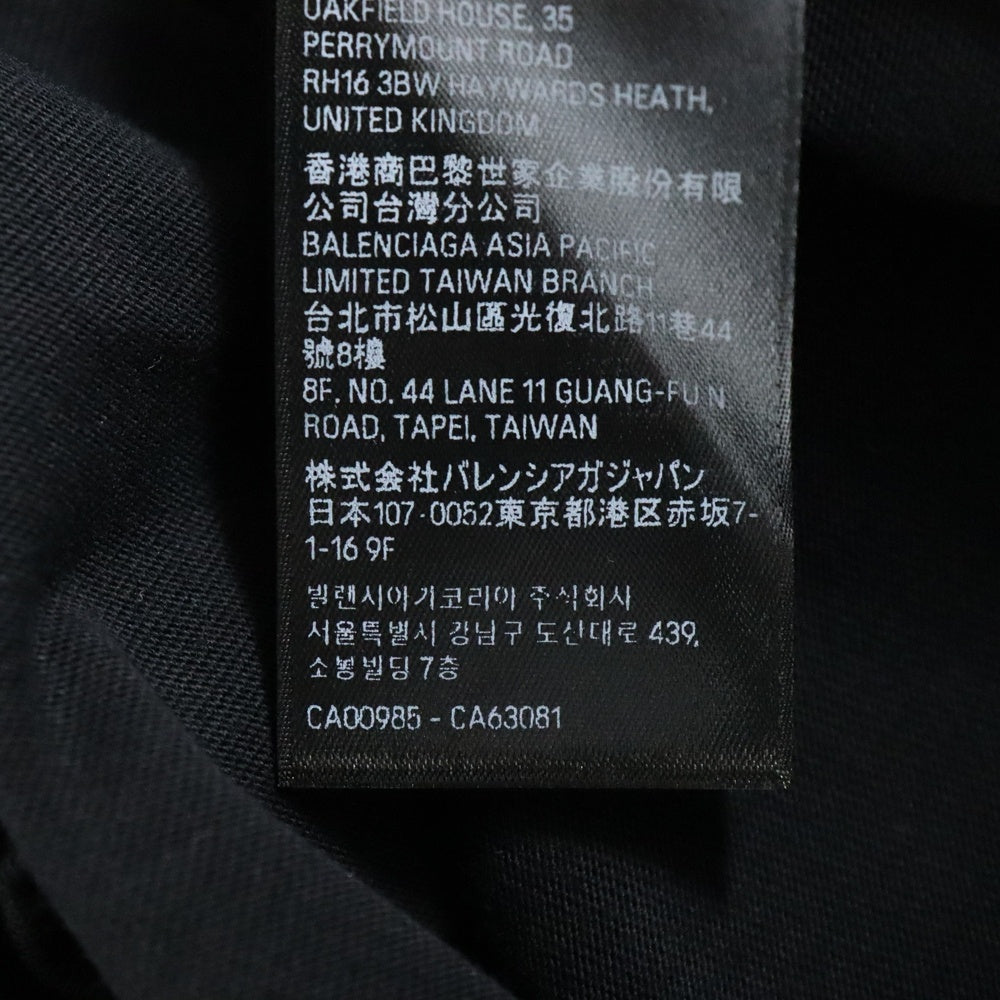 OAKFIELD HOUSE, 35
PERRYMOUNT ROAD
RH16 3BW HAYWARDS HEATH,
UNITED KINGDOM
香港商巴黎世家企業股份有限
公司台灣分公司
BALENCIAGA ASIA PACIFIC
LIMITED TAIWAN BRANCH
台北市松山區光復北路11巷44
號8樓
8F, NO. 44 LANE 11 GUANG-FU N
ROAD, TAPEI, TAIWAN
株式会社バレンシアガジャパン
日本107-0052東京都港区赤坂7-
1-16 9F
발렌시아가코리아 주식회사
서울특별시 강남구 도산대로 439,
소봉빌딩 7층
CA00985 - CA63081